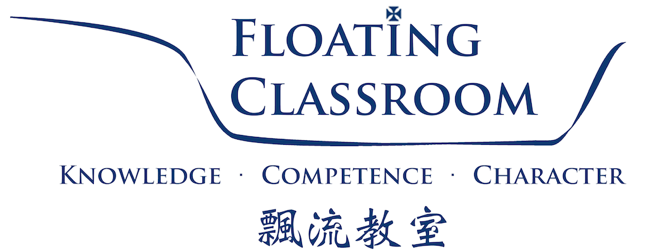 FLOATING
CLASSROOM
KNOWLEDGE · COMPETENCE · CHARACTER
飄流教室